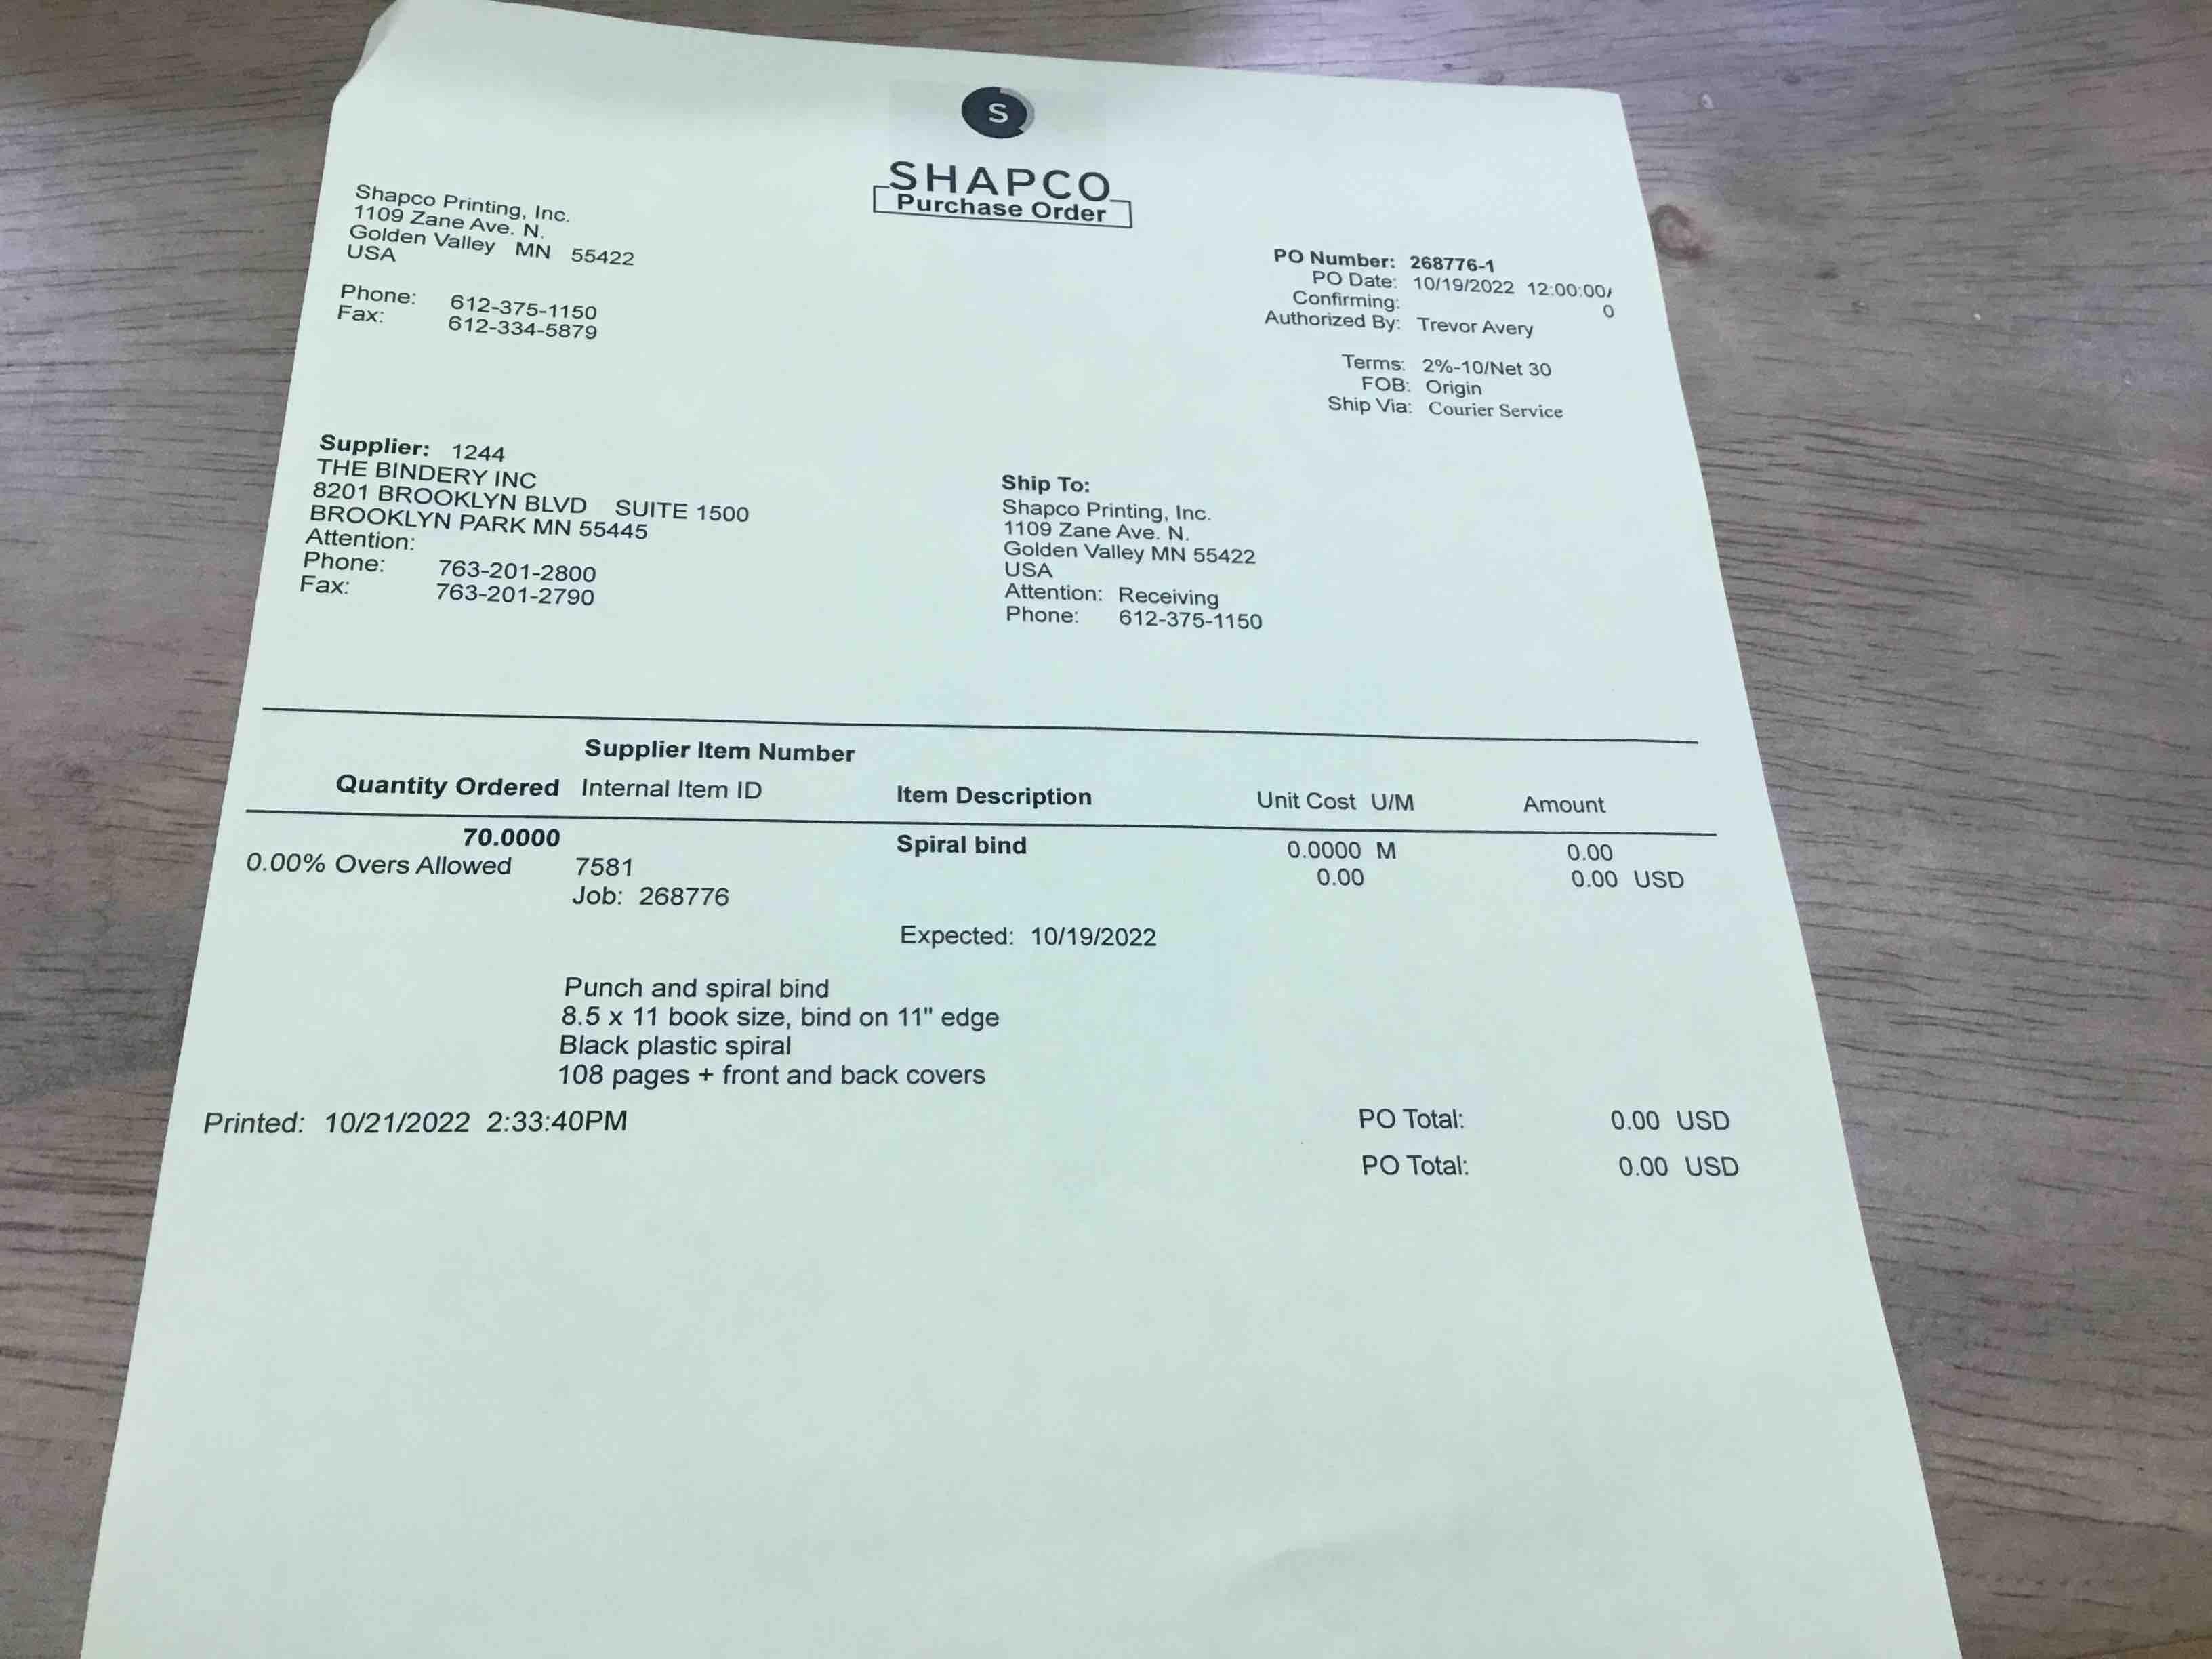 S
SHAPCO
Purchase Order
Shapco Printing, Inc.
1109 Zane Ave. N.
Golden Valley MN 55422
USA
Phone: 612-375-1150
Fax: 612-334-5879
PO Number: 268776-1
PO Date: 10/19/2022 12:00:00/
0
Confirming:
Authorized By: Trevor Avery
Terms: 2%-10/Net 30
FOB: Origin
Ship Via: Courier Service
Supplier: 1244
THE BINDERY INC
8201 BROOKLYN BLVD SUITE 1500
BROOKLYN PARK MN 55445
Attention:
Phone: 763-201-2800
Fax: 763-201-2790
Ship To:
Shapco Printing, Inc.
1109 Zane Ave. N.
Golden Valley MN 55422
USA
Attention: Receiving
Phone: 612-375-1150
Supplier Item Number
Quantity Ordered Internal Item ID Item Description Unit Cost U/M Amount
70.0000 Spiral bind 0.0000 M 0.00
0.00% Overs Allowed 7581 0.00 0.00 USD
Job: 268776
Expected: 10/19/2022
Punch and spiral bind
8.5 x 11 book size, bind on 11" edge
Black plastic spiral
108 pages + front and back covers
Printed: 10/21/2022 2:33:40PM PO Total: 0.00 USD
PO Total: 0.00 USD